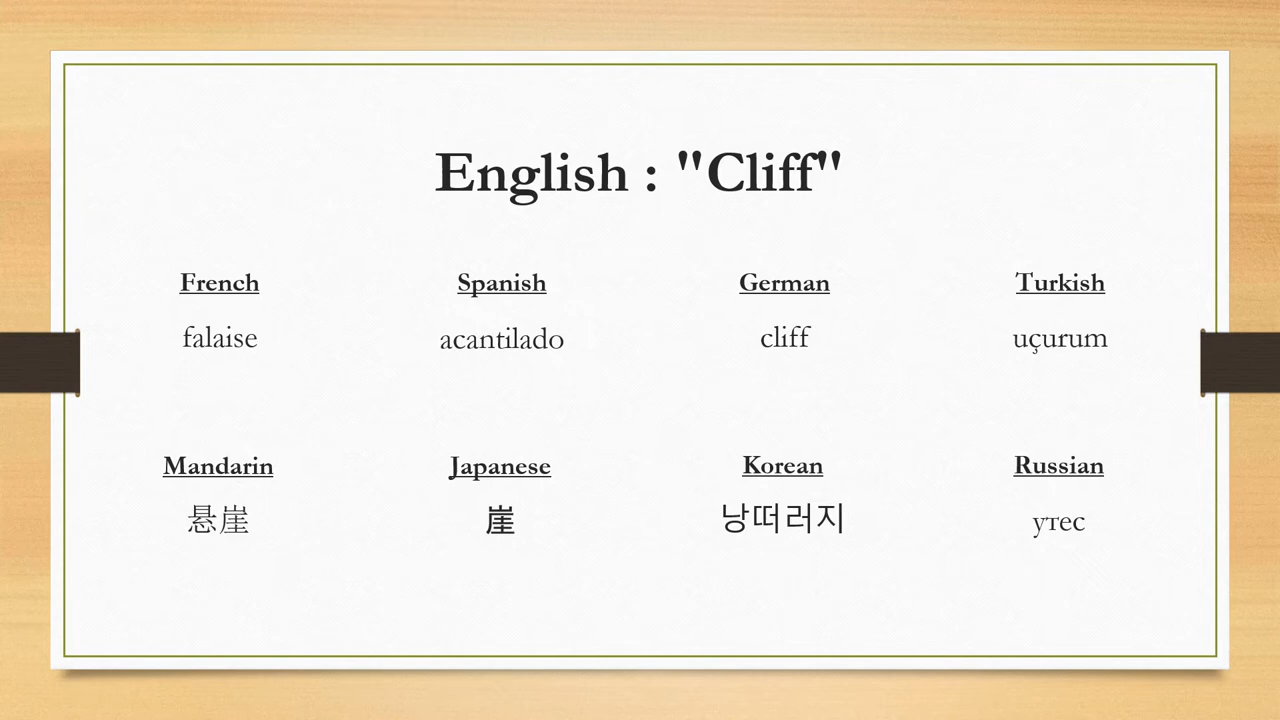 English : "Cliff"
French
Spanish
German
Turkish
falaise
acantilado
cliff
uçurum
Mandarin
Japanese
Korean
Russian
悬崖
崖
낭떠러지
утес